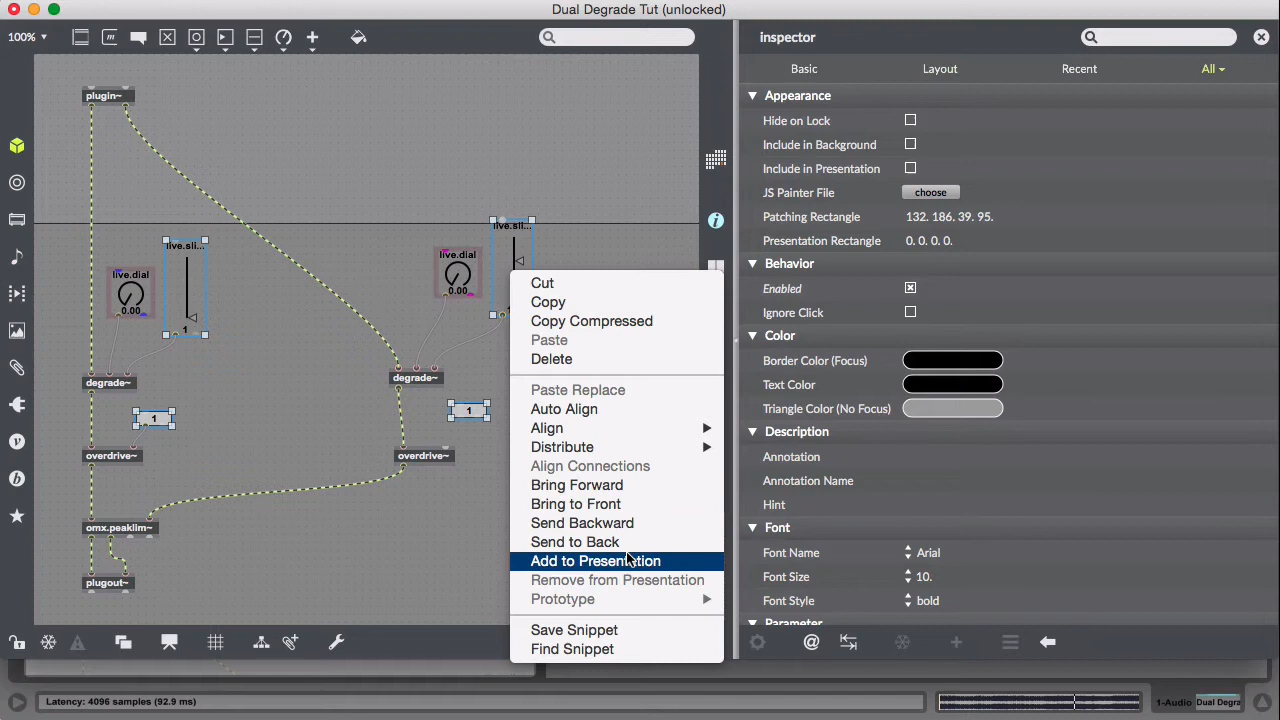 Dual Degrade Tut (unlocked)
100%
plugin~
live.sli...
live.dial
0.00
1
degrade~
1
overdrive~
omx.peaklim~
plugout~
live.sli...
live.dial
0.00
degrade~
1
overdrive~
Cut
Copy
Copy Compressed
Paste
Delete
Paste Replace
Auto Align
Align
Distribute
Align Connections
Bring Forward
Bring to Front
Send Backward
Send to Back
Add to Presentation
Remove from Presentation
Prototype
Save Snippet
Find Snippet
inspector
Basic Layout Recent All
Appearance
Hide on Lock
Include in Background
Include in Presentation
JS Painter File choose
Patching Rectangle 132. 186. 39. 95.
Presentation Rectangle 0. 0. 0. 0.
Behavior
Enabled
Ignore Click
Color
Border Color (Focus)
Text Color
Triangle Color (No Focus)
Description
Annotation
Annotation Name
Hint
Font
Font Name Arial
Font Size 10.
Font Style bold
Parameter
Latency: 4096 samples (92.9 ms)
1-Audio Dual Degra